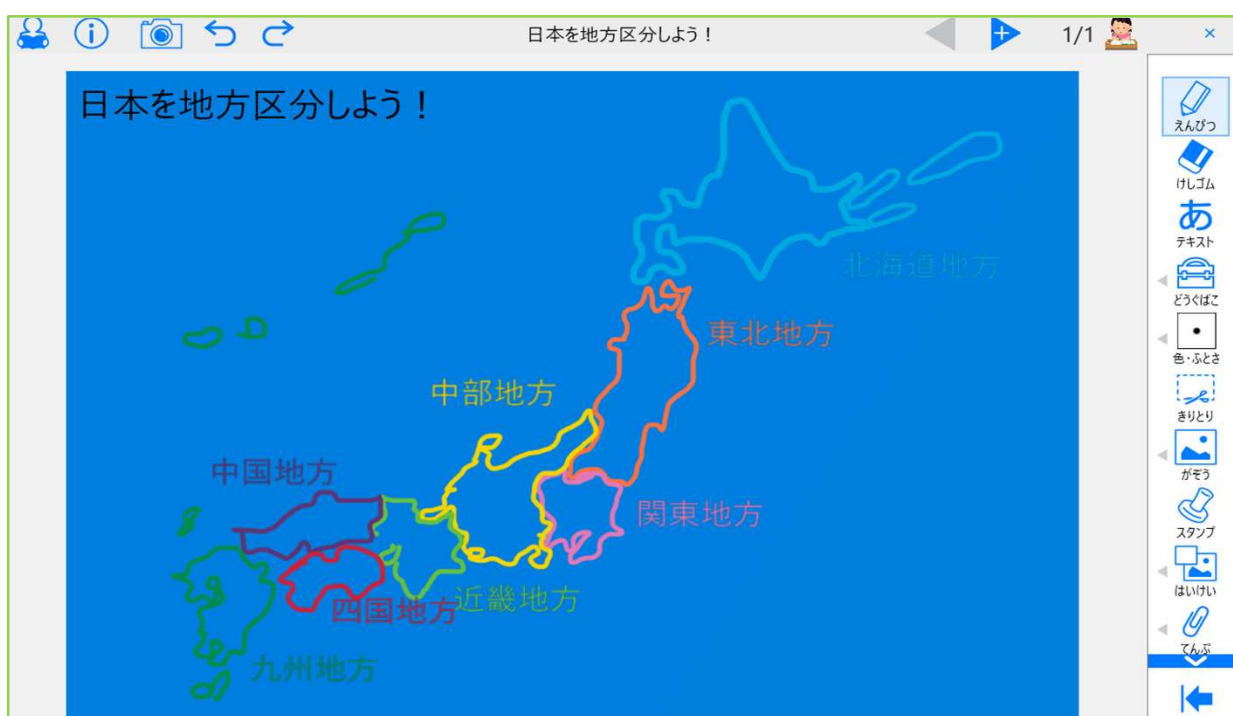 日本を地方区分しよう！
1/1
×
日本を地方区分しよう！
北海道地方
東北地方
中部地方
中国地方
関東地方
近畿地方
四国地方
九州地方
えんぴつ
けしゴム
あ
テキスト
どうぐばこ
色・ふとさ
きりとり
がぞう
スタンプ
はいけい
てんぷ